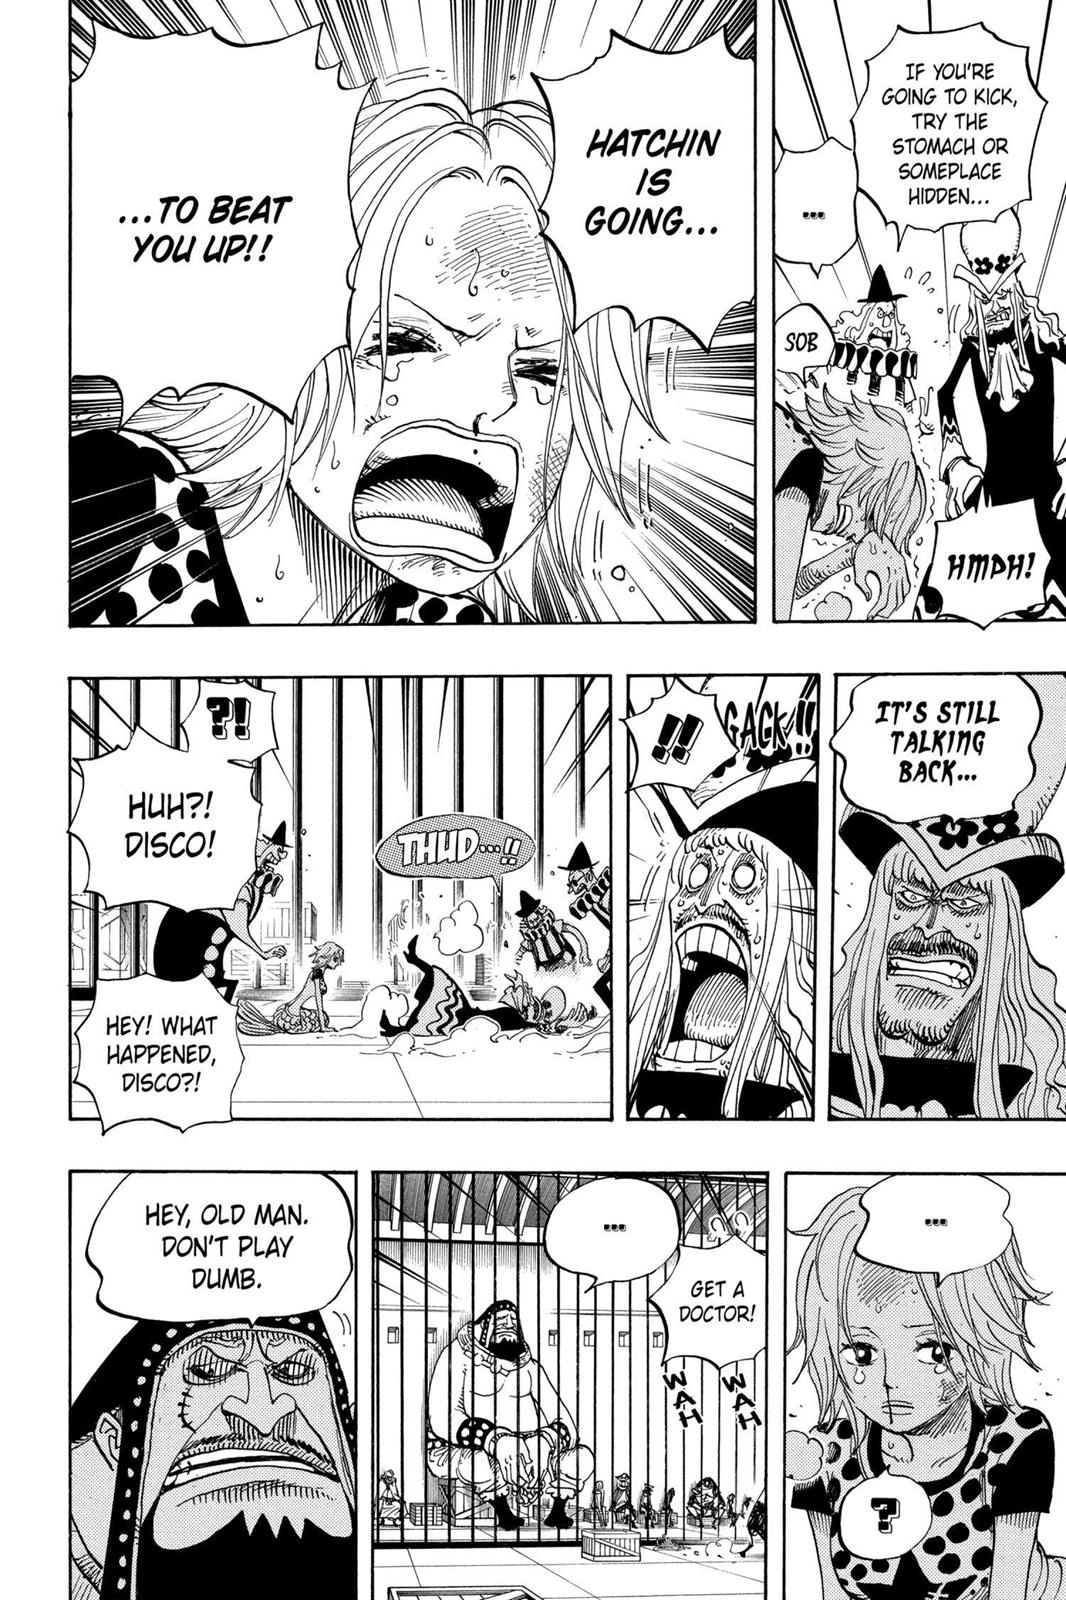 IF YOU'RE
GOING TO KICK,
TRY THE
STOMACH OR
SOMEPLACE
HIDDEN...
...
SOB
HMPH!
HATCHIN
IS
GOING...
...TO BEAT
YOU UP!!
IT'S STILL
TALKING
BACK...
GACK!!
!!
THUD...!!
?!
HUH?!
DISCO!
HEY! WHAT
HAPPENED,
DISCO?!
...
?
GET A
DOCTOR!
...
WAH
WAH
HEY, OLD MAN.
DON'T PLAY
DUMB.